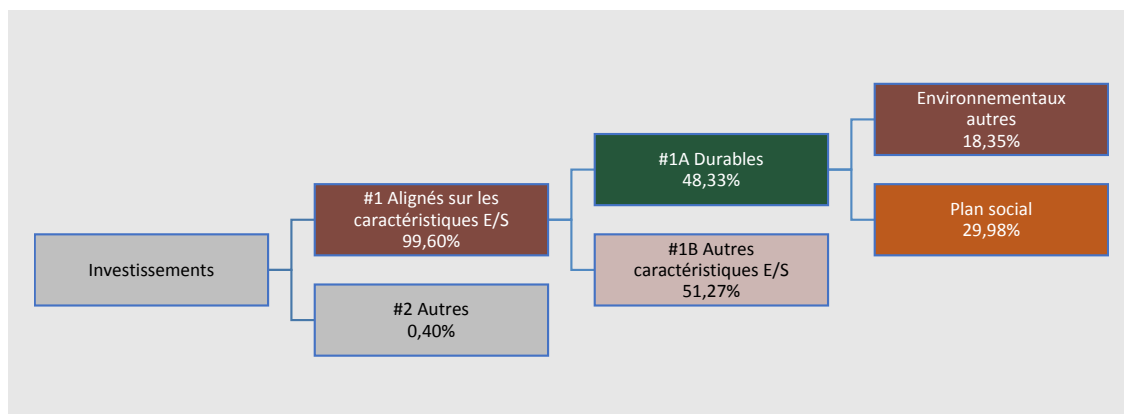 Investissements
#1 Alignés sur les
caractéristiques E/S
99,60%
#2 Autres
0,40%
#1A Durables
48,33%
#1B Autres
caractéristiques E/S
51,27%
Environnementaux
autres
18,35%
Plan social
29,98%